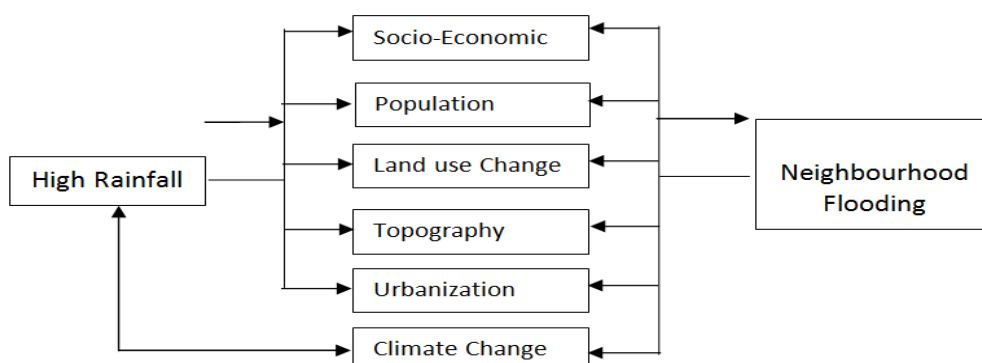 Socio-Economic
Population
Land use Change
High Rainfall
Topography
Urbanization
Climate Change
Neighbourhood
Flooding